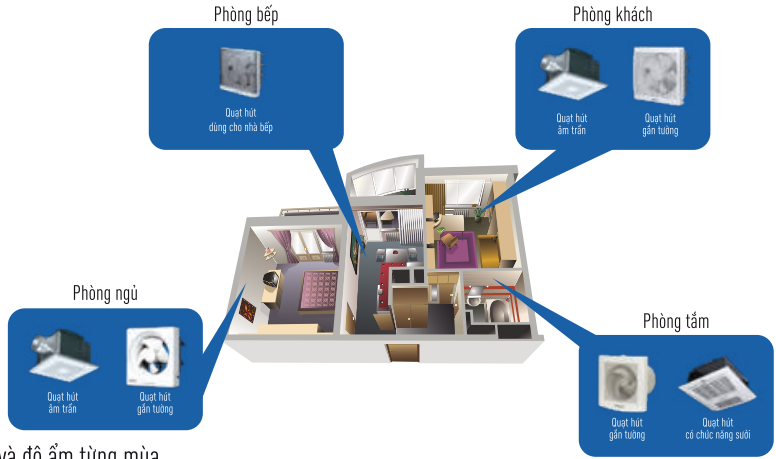 Phòng bếp
Quạt hút
dùng cho nhà bếp
Phòng khách
Quạt hút
âm trần
Quạt hút
gắn tường
Phòng ngủ
Quạt hút
âm trần
Quạt hút
gắn tường
Phòng tắm
Quạt hút
gắn tường
Quạt hút
có chức năng sưởi
và độ ẩm từng mùa